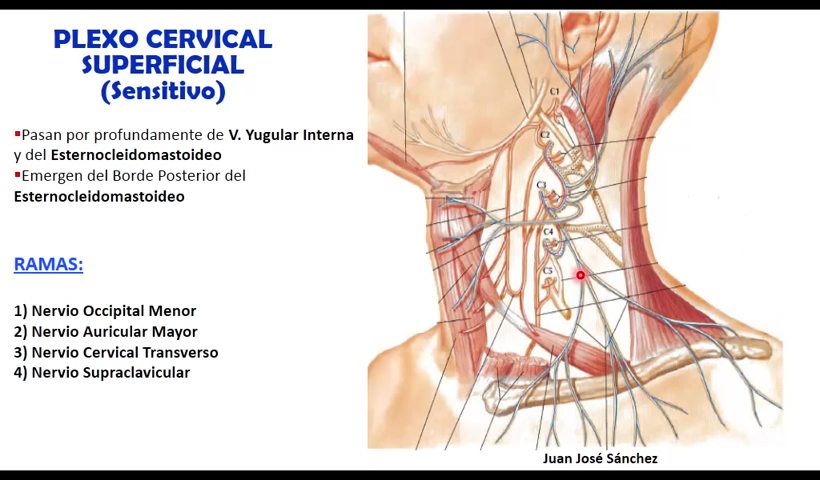 PLEXO CERVICAL
SUPERFICIAL
(Sensitivo)
▪Pasan por profundamente de V. Yugular Interna
y del Esternocleidomastoideo
▪Emergen del Borde Posterior del
Esternocleidomastoideo
RAMAS:
1) Nervio Occipital Menor
2) Nervio Auricular Mayor
3) Nervio Cervical Transverso
4) Nervio Supraclavicular
C1
C2
C3
C4
C5
Juan José Sánchez